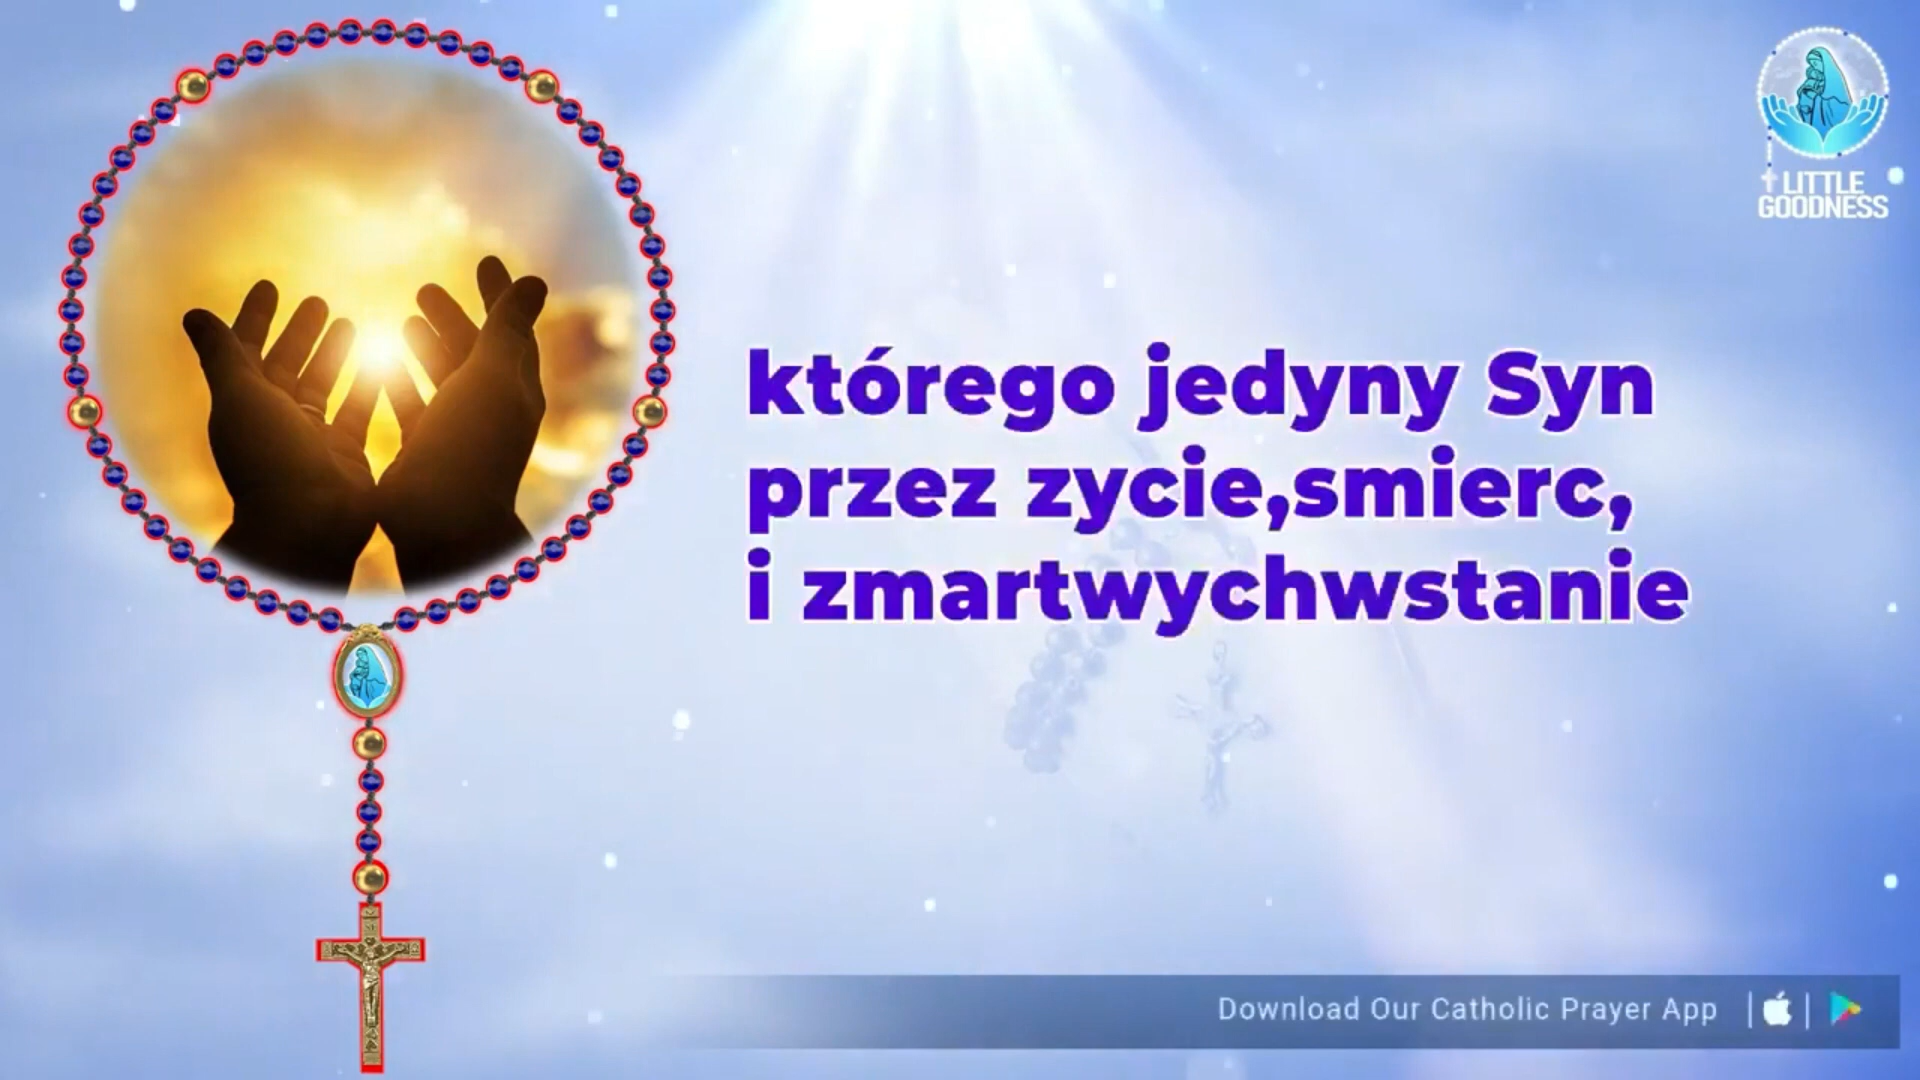 LITTLE
GOODNESS
którego jedyny Syn
przez zycie,smierc,
i zmartwychwstanie
Download Our Catholic Prayer App